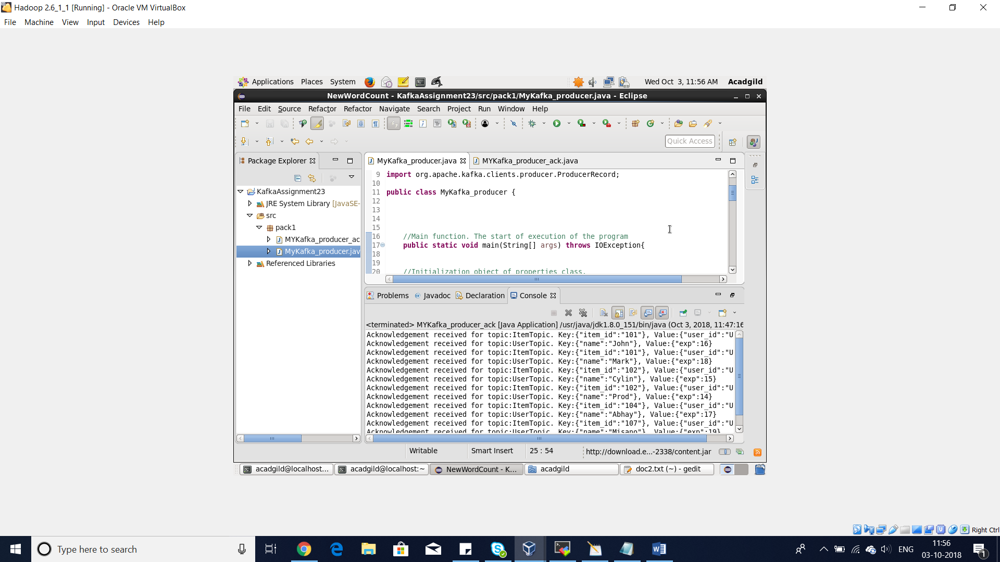 Hadoop 2.6_1_1 [Running] - Oracle VM VirtualBox
File Machine View Input Devices Help
Applications Places System Wed Oct 3, 11:56 AM Acadgild
NewWordCount - KafkaAssignment23/src/pack1/MyKafka_producer.java - Eclipse
File Edit Source Refactor Refactor Navigate Search Project Run Window Help
Quick Access
Package Explorer
KafkaAssignment23
JRE System Library [JavaSE-
src
pack1
MYKafka_producer_ac
MyKafka_producer.jav
Referenced Libraries
MyKafka_producer.java MYKafka_producer_ack.java
9 import org.apache.kafka.clients.producer.ProducerRecord;
10
11 public class MyKafka_producer {
12
13
14
15
16 //Main function. The start of execution of the program
17 public static void main(String[] args) throws IOException{
18
19
20 //Initialization object of properties class.
Problems Javadoc Declaration Console
<terminated> MYKafka_producer_ack [Java Application] /usr/java/jdk1.8.0_151/bin/java (Oct 3, 2018, 11:47:16
Acknowledgement received for topic:ItemTopic. Key:{"item_id":"101"}, Value:{"user_id":"U
Acknowledgement received for topic:UserTopic. Key:{"name":"John"}, Value:{"exp":16}
Acknowledgement received for topic:ItemTopic. Key:{"item_id":"101"}, Value:{"user_id":"U
Acknowledgement received for topic:UserTopic. Key:{"name":"Mark"}, Value:{"exp":18}
Acknowledgement received for topic:ItemTopic. Key:{"item_id":"102"}, Value:{"user_id":"U
Acknowledgement received for topic:UserTopic. Key:{"name":"Cylin"}, Value:{"exp":15}
Acknowledgement received for topic:ItemTopic. Key:{"item_id":"102"}, Value:{"user_id":"U
Acknowledgement received for topic:UserTopic. Key:{"name":"Prod"}, Value:{"exp":14}
Acknowledgement received for topic:ItemTopic. Key:{"item_id":"104"}, Value:{"user_id":"U
Acknowledgement received for topic:UserTopic. Key:{"name":"Abhay"}, Value:{"exp":17}
Acknowledgement received for topic:ItemTopic. Key:{"item_id":"107"}, Value:{"user_id":"U
Acknowledgement received for topic:UserTopic. Key:{"name":"Misano"}, Value:{"exp":19}
Writable Smart Insert 25 : 54 http://download.e...-2338/content.jar
acadgild@localhost... acadgild@localhost:~ NewWordCount - K... acadgild doc2.txt (~) - gedit
Right Ctrl
Type here to search
ENG
11:56
03-10-2018
1